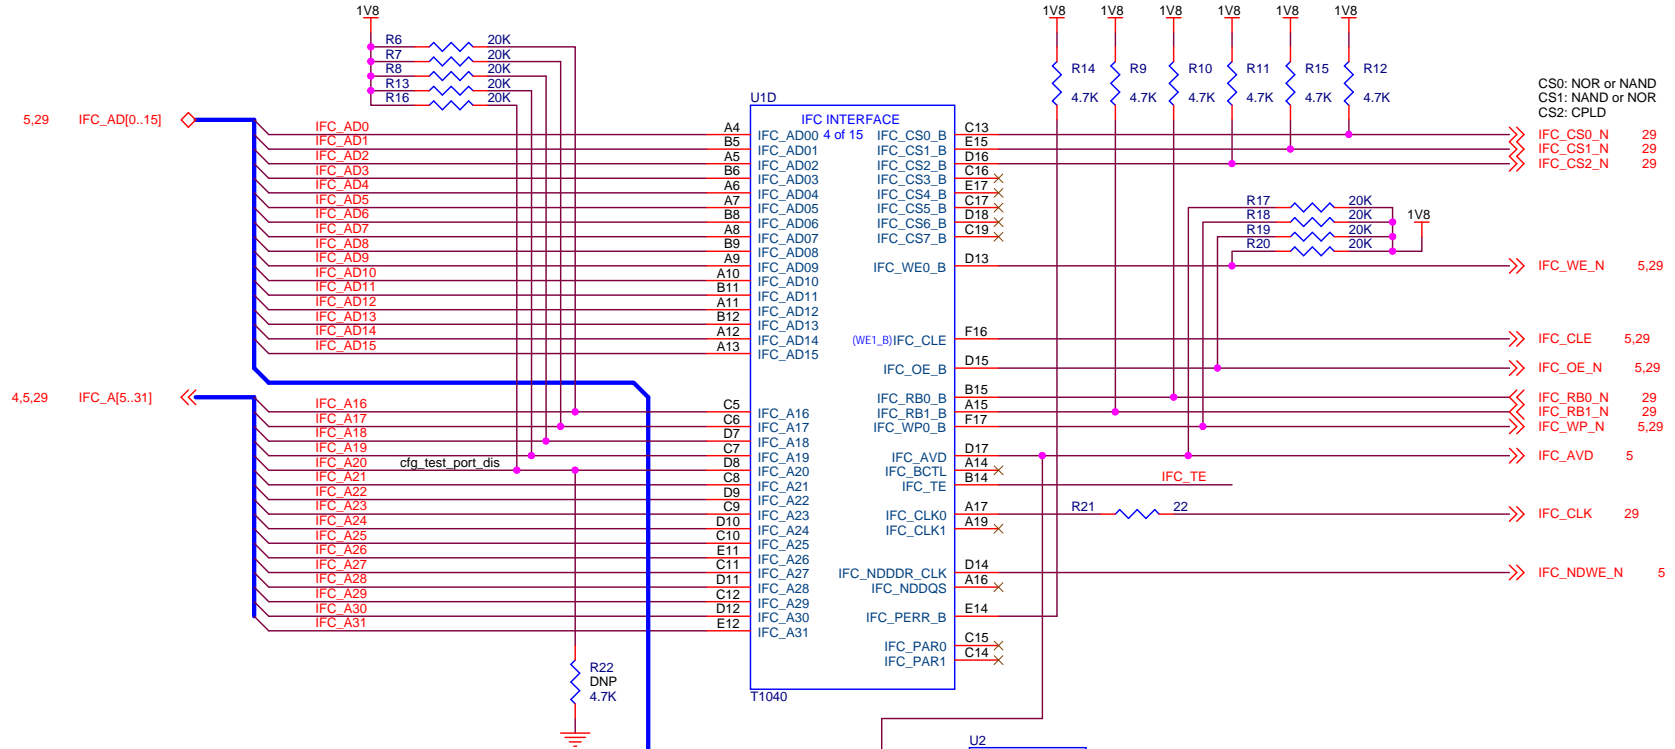 1V8
R6 20K
R7 20K
R8 20K
R13 20K
R16 20K
5,29 IFC_AD[0..15]
IFC_AD0
IFC_AD1
IFC_AD2
IFC_AD3
IFC_AD4
IFC_AD5
IFC_AD6
IFC_AD7
IFC_AD8
IFC_AD9
IFC_AD10
IFC_AD11
IFC_AD12
IFC_AD13
IFC_AD14
IFC_AD15
4,5,29 IFC_A[5..31]
IFC_A16
IFC_A17
IFC_A18
IFC_A19
IFC_A20 cfg_test_port_dis
IFC_A21
IFC_A22
IFC_A23
IFC_A24
IFC_A25
IFC_A26
IFC_A27
IFC_A28
IFC_A29
IFC_A30
IFC_A31
R22
DNP
4.7K
U1D
IFC INTERFACE
4 of 15
A4 IFC_AD00
B5 IFC_AD01
A5 IFC_AD02
B6 IFC_AD03
A6 IFC_AD04
A7 IFC_AD05
B8 IFC_AD06
A8 IFC_AD07
B9 IFC_AD08
A9 IFC_AD09
A10 IFC_AD10
B11 IFC_AD11
A11 IFC_AD12
B12 IFC_AD13
A12 IFC_AD14
A13 IFC_AD15
C5 IFC_A16
C6 IFC_A17
D7 IFC_A18
C7 IFC_A19
D8 IFC_A20
C8 IFC_A21
D9 IFC_A22
C9 IFC_A23
D10 IFC_A24
C10 IFC_A25
E11 IFC_A26
C11 IFC_A27
D11 IFC_A28
C12 IFC_A29
D12 IFC_A30
E12 IFC_A31
T1040
IFC_CS0_B C13
IFC_CS1_B E15
IFC_CS2_B D16
IFC_CS3_B C16
IFC_CS4_B E17
IFC_CS5_B C17
IFC_CS6_B D18
IFC_CS7_B C19
IFC_WE0_B D13
(WE1_B) IFC_CLE F16
IFC_OE_B D15
IFC_RB0_B B15
IFC_RB1_B A15
IFC_WP0_B F17
IFC_AVD D17
IFC_BCTL A14
IFC_TE B14
IFC_CLK0 A17
IFC_CLK1 A19
IFC_NDDDR_CLK D14
IFC_NDDQS A16
IFC_PERR_B E14
IFC_PAR0 C15
IFC_PAR1 C14
1V8 1V8 1V8 1V8 1V8 1V8
R14 R9 R10 R11 R15 R12
4.7K 4.7K 4.7K 4.7K 4.7K 4.7K
CS0: NOR or NAND
CS1: NAND or NOR
CS2: CPLD
IFC_CS0_N 29
IFC_CS1_N 29
IFC_CS2_N 29
R17 20K
R18 20K
R19 20K
R20 20K
1V8
IFC_WE_N 5,29
IFC_CLE 5,29
IFC_OE_N 5,29
IFC_RB0_N 29
IFC_RB1_N 29
IFC_WP_N 5,29
IFC_AVD 5
IFC_TE
R21 22
IFC_CLK 29
IFC_NDWE_N 5
U2